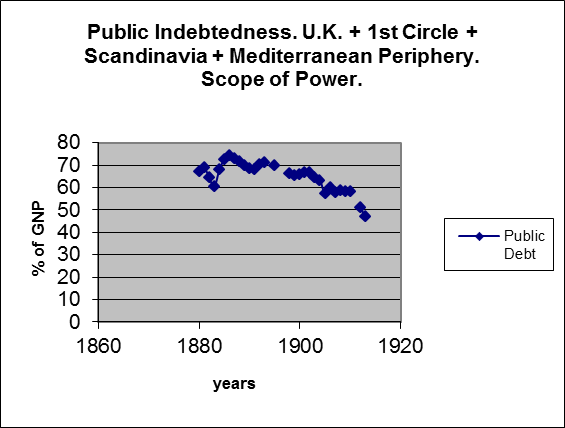 Public Indebtedness. U.K. + 1st Circle +
Scandinavia + Mediterranean Periphery.
Scope of Power.
80
70
60
50
40
30
20
10
0
% of GNP
1860
1880
1900
1920
years
Public
Debt